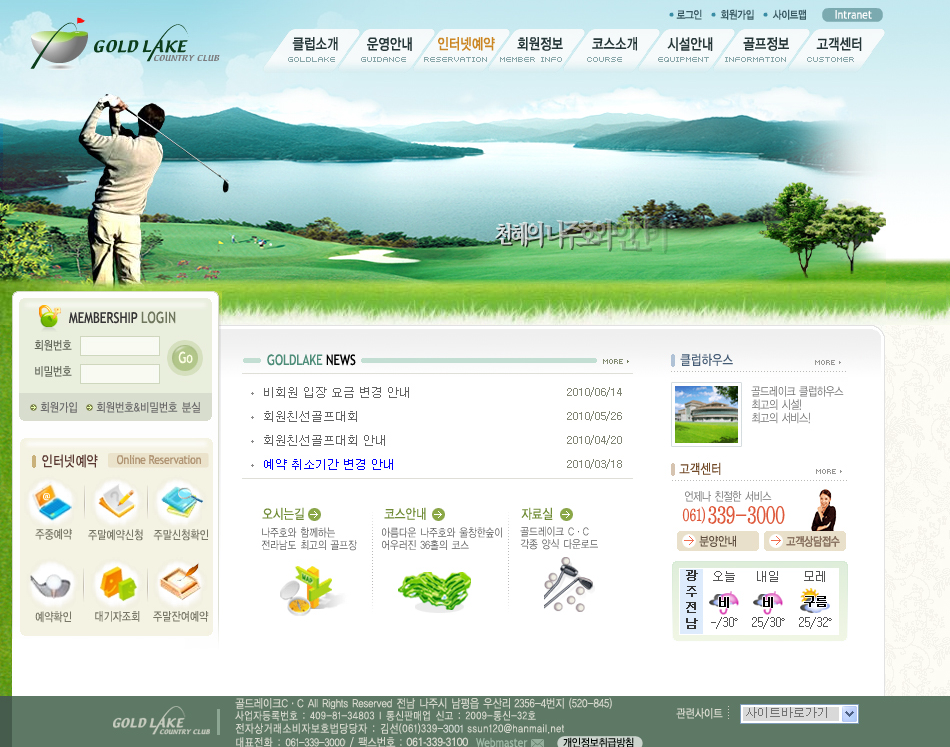 로그인 회원가입 사이트맵 Intranet
GOLD LAKE
COUNTRY CLUB
클럽소개 운영안내 인터넷예약 회원정보 코스소개 시설안내 골프정보 고객센터
GOLDLAKE GUIDANCE RESERVATION MEMBER INFO COURSE EQUIPMENT INFORMATION CUSTOMER
천혜의 나주호와
MEMBERSHIP LOGIN
회원번호
비밀번호
Go
회원가입 회원번호&비밀번호 분실
인터넷예약 Online Reservation
주중예약 주말예약신청 주말신청확인
예약확인 대기자조회 주말잔여예약
GOLDLAKE NEWS MORE
비회원 입장 요금 변경 안내 2010/06/14
회원친선골프대회 2010/05/26
회원친선골프대회 안내 2010/04/20
예약 취소기간 변경 안내 2010/03/18
오시는길
나주호와 함께하는
전라남도 최고의 골프장
코스안내
아름다운 나주호와 울창한숲이
어우러진 36홀의 코스
자료실
골드레이크 C · C
각종 양식 다운로드
클럽하우스 MORE
골드레이크 클럽하우스
최고의 시설!
최고의 서비스!
고객센터 MORE
언제나 친절한 서비스
061) 339-3000
분양안내 고객상담접수
광주전남
오늘 내일 모레
비 비 구름
-/30° 25/30° 25/32°
GOLD LAKE
COUNTRY CLUB
골드레이크C · C All Rights Reserved 전남 나주시 남평읍 우산리 2356-4번지 (520-845)
사업자등록번호 : 409-81-34803 I 통신판매업 신고 : 2009-통신-32호
전자상거래소비자보호법담당자 : 김선(061)339-3001 ssun120@hanmail.net
대표전화 : 061-339-3000 / 팩스번호 : 061-339-3100 Webmaster 개인정보취급방침
관련사이트 사이트바로가기